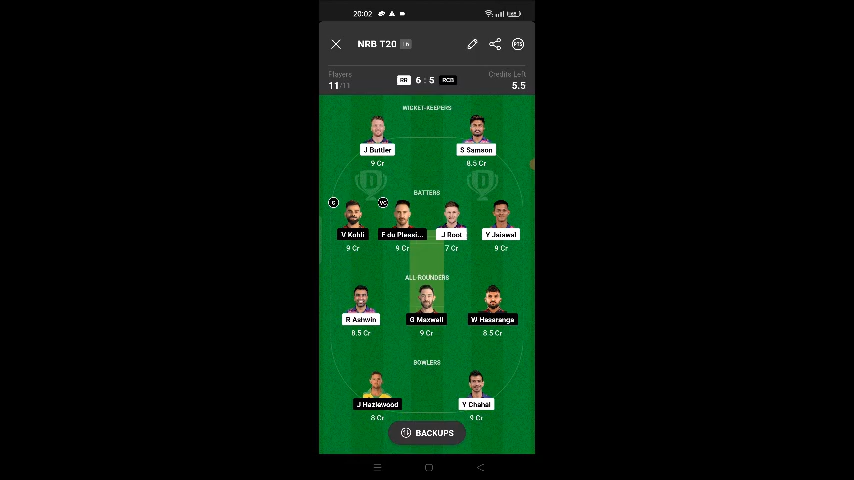 20:02
NRB T20
PTS
Players
Credits Left
11/11
RR 6 : 5 RCB
5.5
WICKET-KEEPERS
J Buttler S Samson
9 Cr 8.5 Cr
BATTERS
C VC
V Kohli F du Plessi... J Root Y Jaiswal
9 Cr 9 Cr 7 Cr 9 Cr
ALL-ROUNDERS
R Ashwin G Maxwell W Hasaranga
8.5 Cr 9 Cr 8.5 Cr
BOWLERS
J Hazlewood Y Chahal
8 Cr 9 Cr
BACKUPS